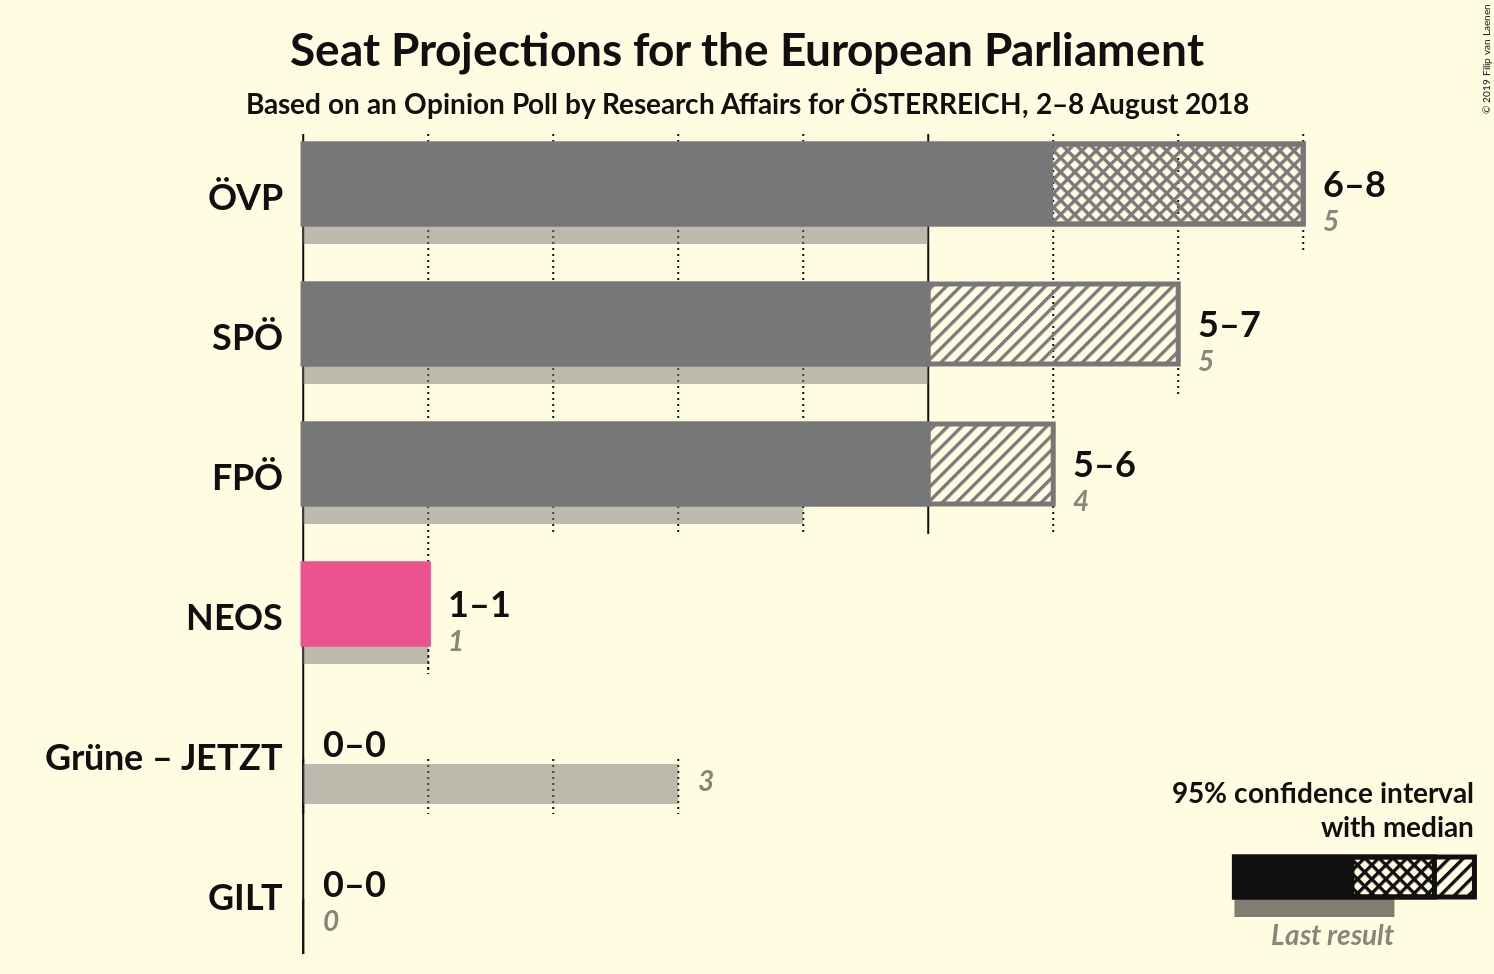 Seat Projections for the European Parliament
Based on an Opinion Poll by Research Affairs for ÖSTERREICH, 2–8 August 2018
© 2019 Filip van Laenen
ÖVP
6–8
5
SPÖ
5–7
5
FPÖ
5–6
4
NEOS
1–1
1
Grüne – JETZT
0–0
3
GILT
0–0
0
95% confidence interval
with median
Last result